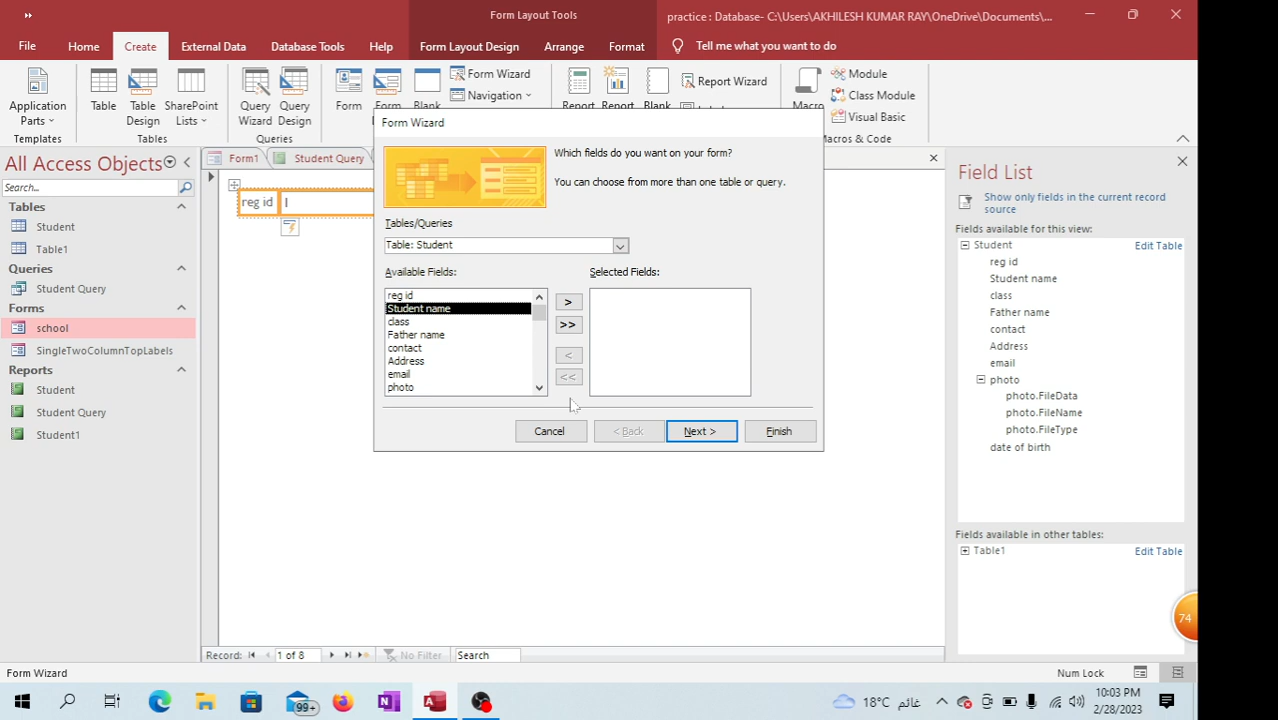 Form Layout Tools
practice : Database- C:\Users\AKHILESH KUMAR RAY\OneDrive\Documents\...
File Home Create External Data Database Tools Help Form Layout Design Arrange Format Tell me what you want to do
Application Parts
Templates
Table
Table Design
SharePoint Lists
Tables
Query Wizard
Query Design
Queries
Form
Form
Blank
Form Wizard
Navigation
Report
Report
Blank
Report Wizard
Macro
Module
Class Module
Visual Basic
Macros & Code
All Access Objects
Search...
Tables
Student
Table1
Queries
Student Query
Forms
school
SingleTwoColumnTopLabels
Reports
Student
Student Query
Student1
Form1
Student Query
reg id
Form Wizard
Which fields do you want on your form?
You can choose from more than one table or query.
Tables/Queries
Table: Student
Available Fields:
Selected Fields:
reg id
Student name
class
Father name
contact
Address
email
photo
>
>>
<
<<
Cancel
< Back
Next >
Finish
Field List
Show only fields in the current record source
Fields available for this view:
Student Edit Table
reg id
Student name
class
Father name
contact
Address
email
photo
photo.FileData
photo.FileName
photo.FileType
date of birth
Fields available in other tables:
Table1 Edit Table
74
Record: 1 of 8 No Filter Search
Form Wizard
Num Lock
99+
18°C غائم
10:03 PM
2/28/2023